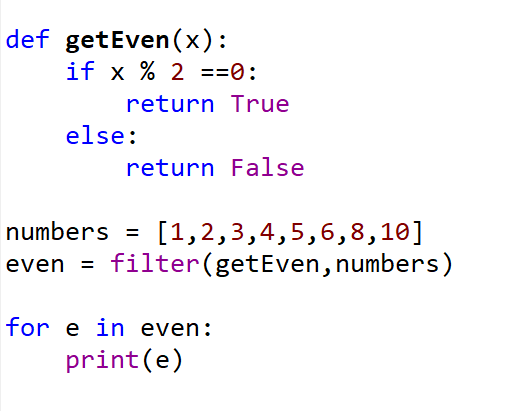 def getEven(x):
    if x % 2 ==0:
        return True
    else:
        return False

numbers = [1,2,3,4,5,6,8,10]
even = filter(getEven,numbers)

for e in even:
    print(e)